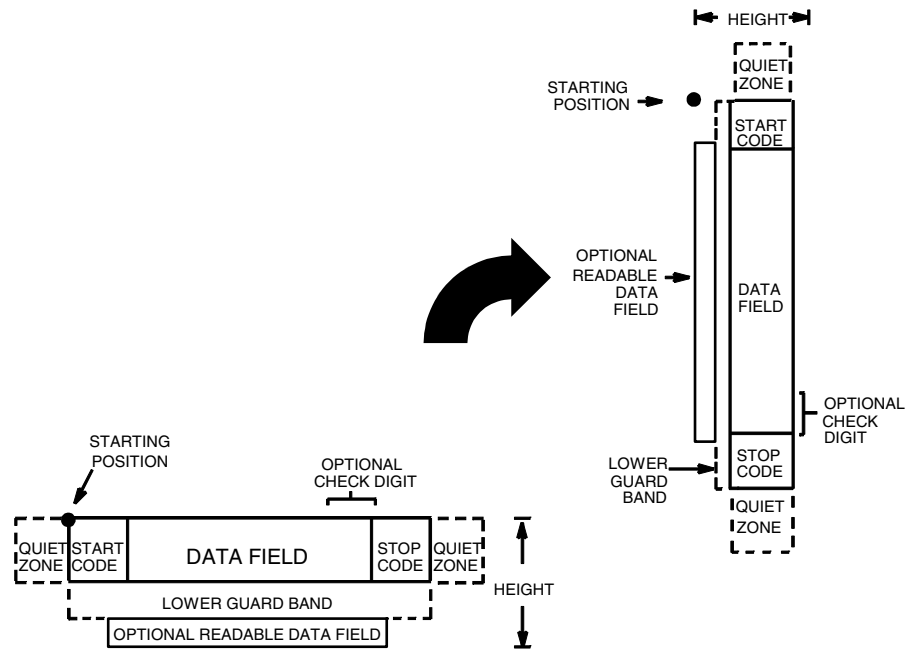 HEIGHT
QUIET
ZONE
STARTING
POSITION
START
CODE
OPTIONAL
READABLE
DATA
FIELD
DATA
FIELD
OPTIONAL
CHECK
DIGIT
LOWER
GUARD
BAND
STOP
CODE
QUIET
ZONE
STARTING
POSITION
OPTIONAL
CHECK DIGIT
QUIET
ZONE
START
CODE
DATA FIELD
STOP
CODE
QUIET
ZONE
HEIGHT
LOWER GUARD BAND
OPTIONAL READABLE DATA FIELD